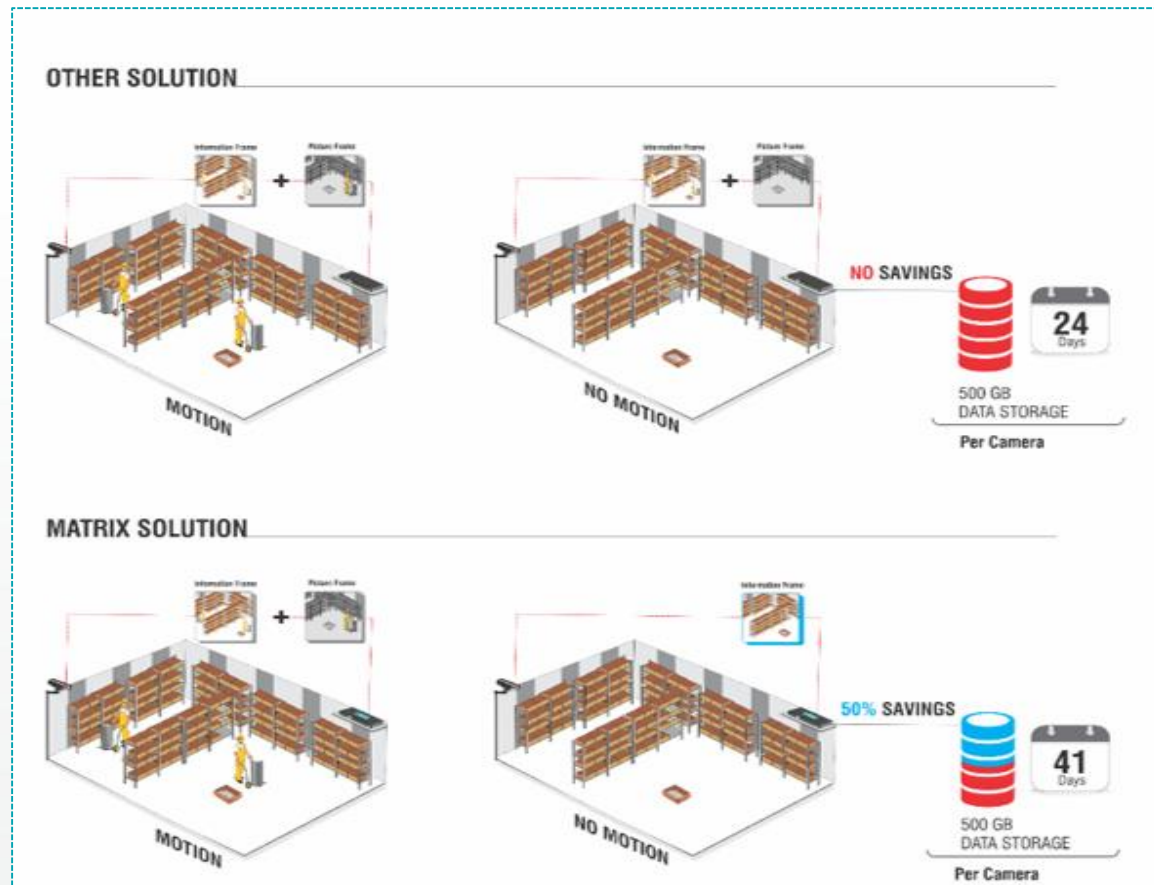 OTHER SOLUTION
Information Frame
Picture Frame
+
Information Frame
Picture Frame
+
MOTION
NO MOTION
NO SAVINGS
24
Days
500 GB
DATA STORAGE
Per Camera
MATRIX SOLUTION
Information Frame
Picture Frame
+
Information Frame
MOTION
NO MOTION
50% SAVINGS
41
Days
500 GB
DATA STORAGE
Per Camera